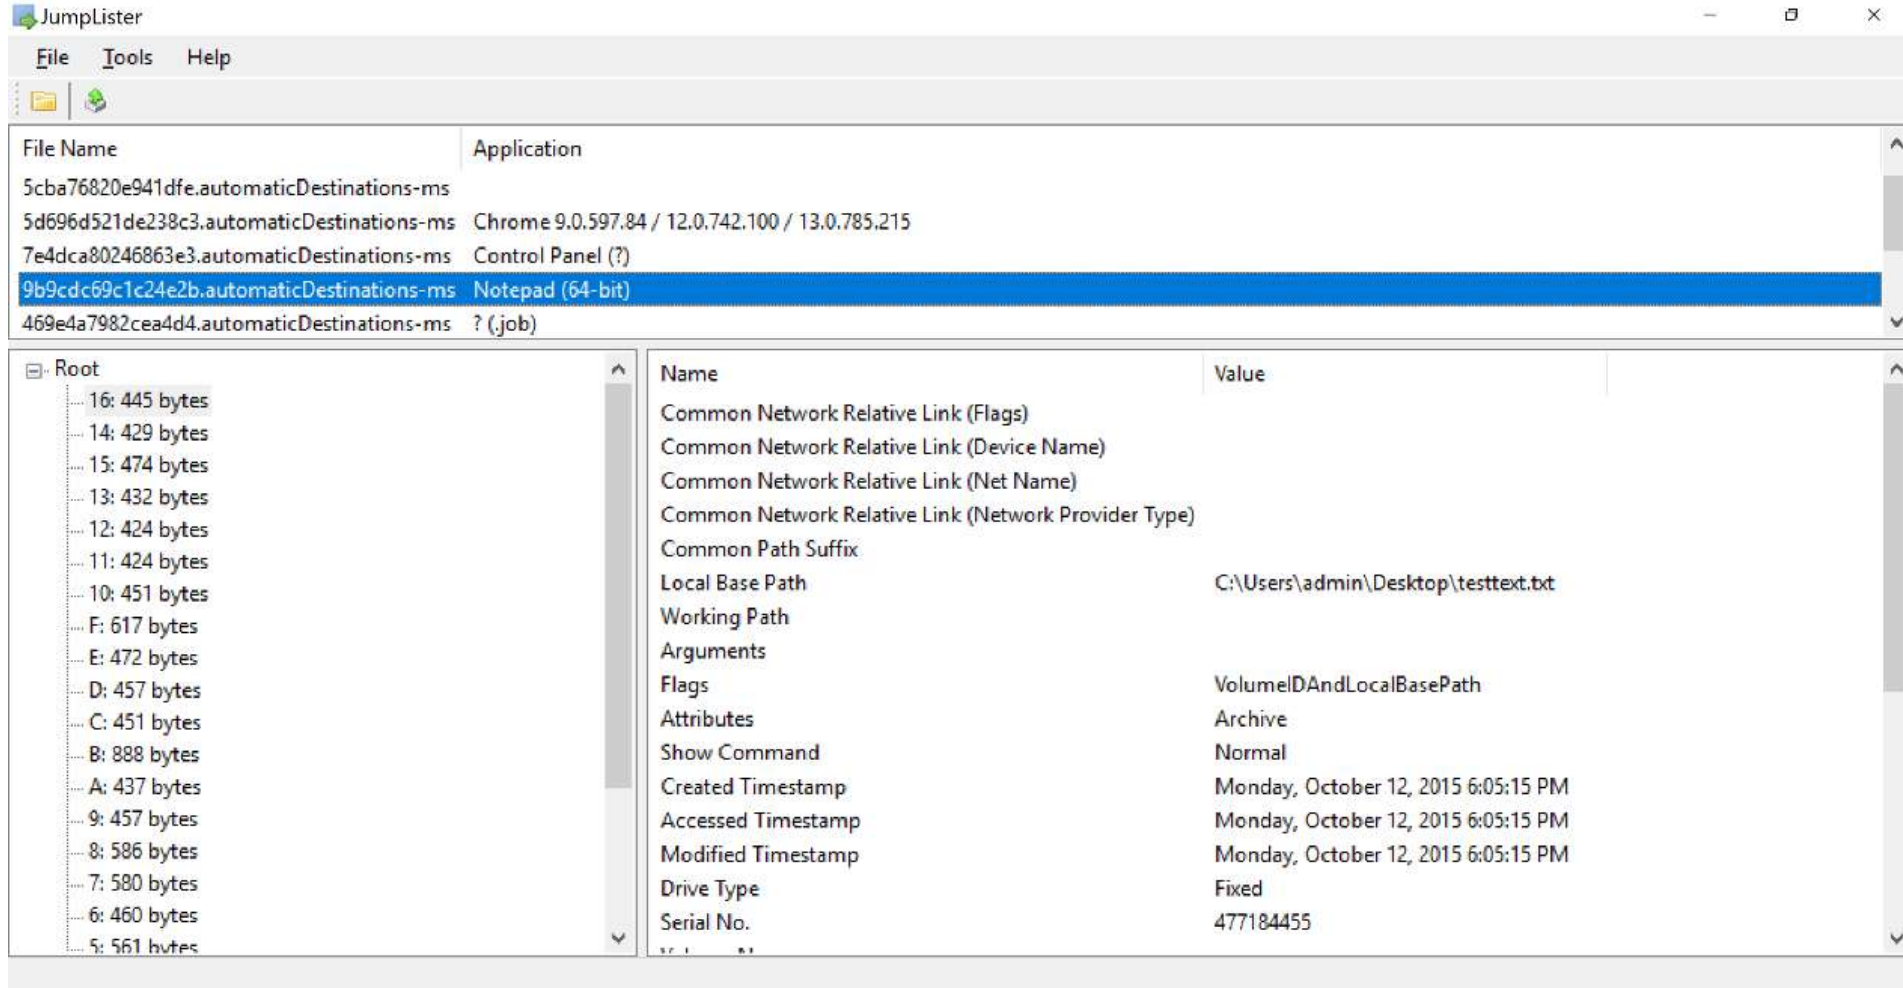 JumpLister
File Tools Help
File Name Application
5cba76820e941dfe.automaticDestinations-ms
5d696d521de238c3.automaticDestinations-ms Chrome 9.0.597.84 / 12.0.742.100 / 13.0.785.215
7e4dca80246863e3.automaticDestinations-ms Control Panel (?)
9b9cdc69c1c24e2b.automaticDestinations-ms Notepad (64-bit)
469e4a7982cea4d4.automaticDestinations-ms ? (.job)
Root
16: 445 bytes
14: 429 bytes
15: 474 bytes
13: 432 bytes
12: 424 bytes
11: 424 bytes
10: 451 bytes
F: 617 bytes
E: 472 bytes
D: 457 bytes
C: 451 bytes
B: 888 bytes
A: 437 bytes
9: 457 bytes
8: 586 bytes
7: 580 bytes
6: 460 bytes
5: 561 bytes
Name Value
Common Network Relative Link (Flags)
Common Network Relative Link (Device Name)
Common Network Relative Link (Net Name)
Common Network Relative Link (Network Provider Type)
Common Path Suffix
Local Base Path C:\Users\admin\Desktop\testtext.txt
Working Path
Arguments
Flags VolumeIDAndLocalBasePath
Attributes Archive
Show Command Normal
Created Timestamp Monday, October 12, 2015 6:05:15 PM
Accessed Timestamp Monday, October 12, 2015 6:05:15 PM
Modified Timestamp Monday, October 12, 2015 6:05:15 PM
Drive Type Fixed
Serial No. 477184455